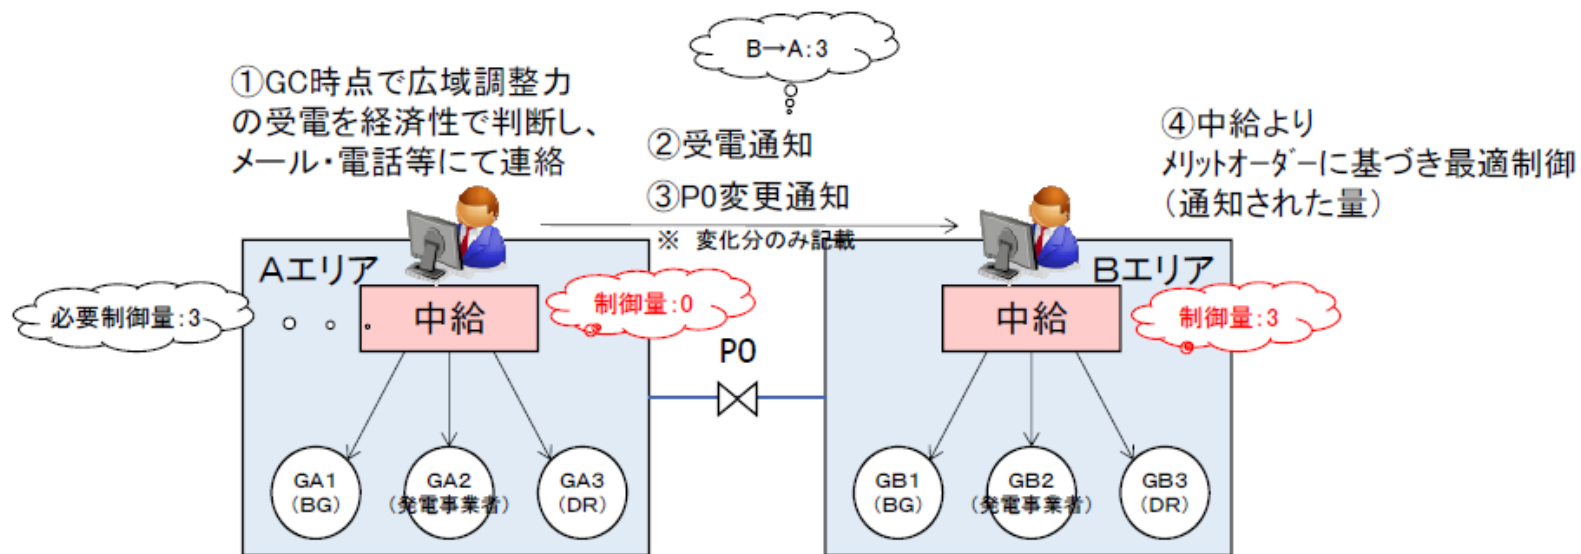 B→A:3
①GC時点で広域調整力
の受電を経済性で判断し、
メール・電話等にて連絡
②受電通知
③P0変更通知
※ 変化分のみ記載
④中給より
ﾒﾘｯﾄｵｰﾀﾞｰに基づき最適制御
（通知された量）
Aエリア
必要制御量:3
中給
制御量:0
P0
Bエリア
中給
制御量:3
GA1
(BG)
GA2
(発電事業者)
GA3
(DR)
GB1
(BG)
GB2
(発電事業者)
GB3
(DR)